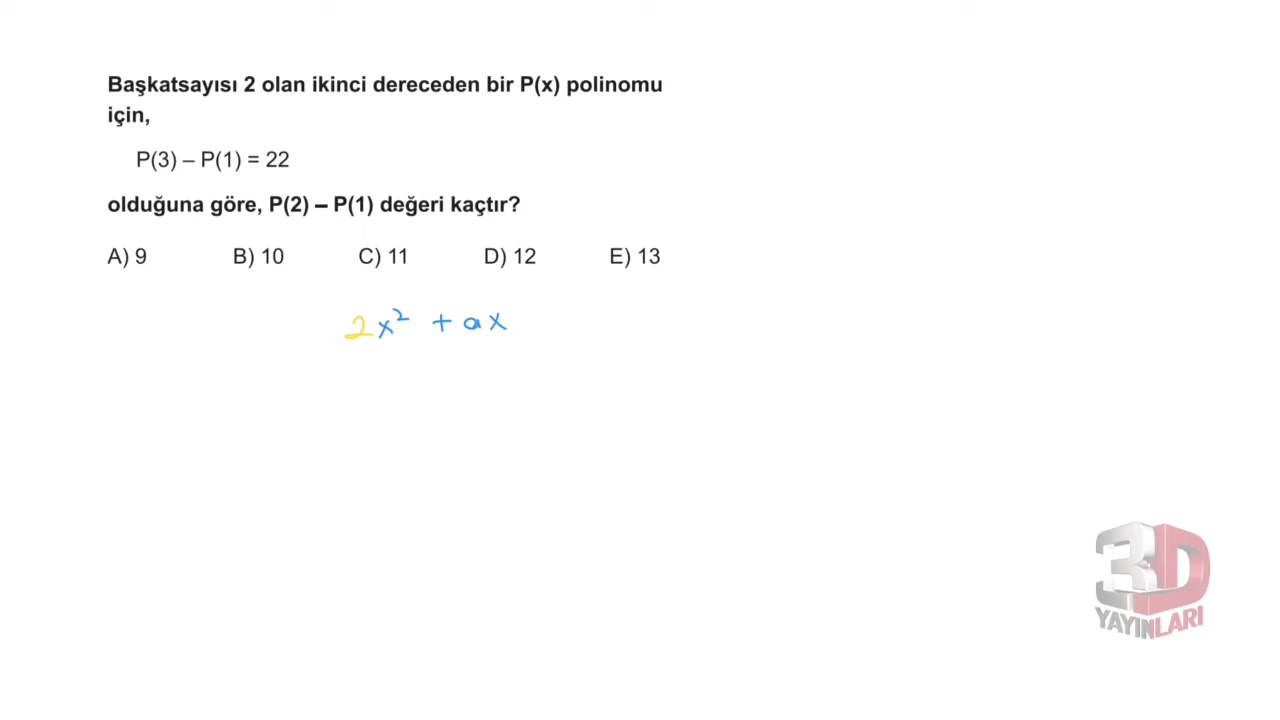 Başkatsayısı 2 olan ikinci dereceden bir P(x) polinomu
için,
P(3) – P(1) = 22
olduğuna göre, P(2) – P(1) değeri kaçtır?
A) 9 B) 10 C) 11 D) 12 E) 13
2x² + ax
3D
YAYINLARI